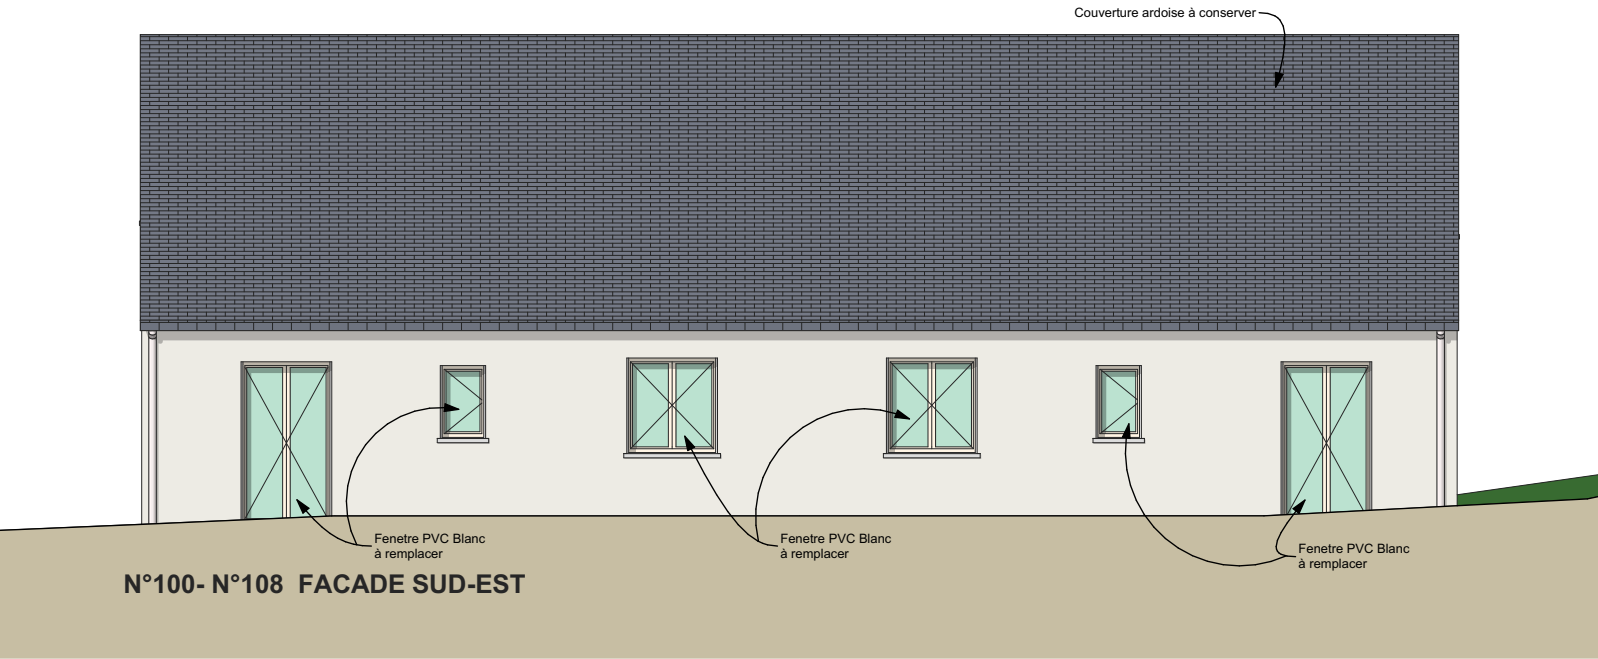 Couverture ardoise à conserver
Fenetre PVC Blanc
à remplacer
Fenetre PVC Blanc
à remplacer
Fenetre PVC Blanc
à remplacer
N°100- N°108 FACADE SUD-EST